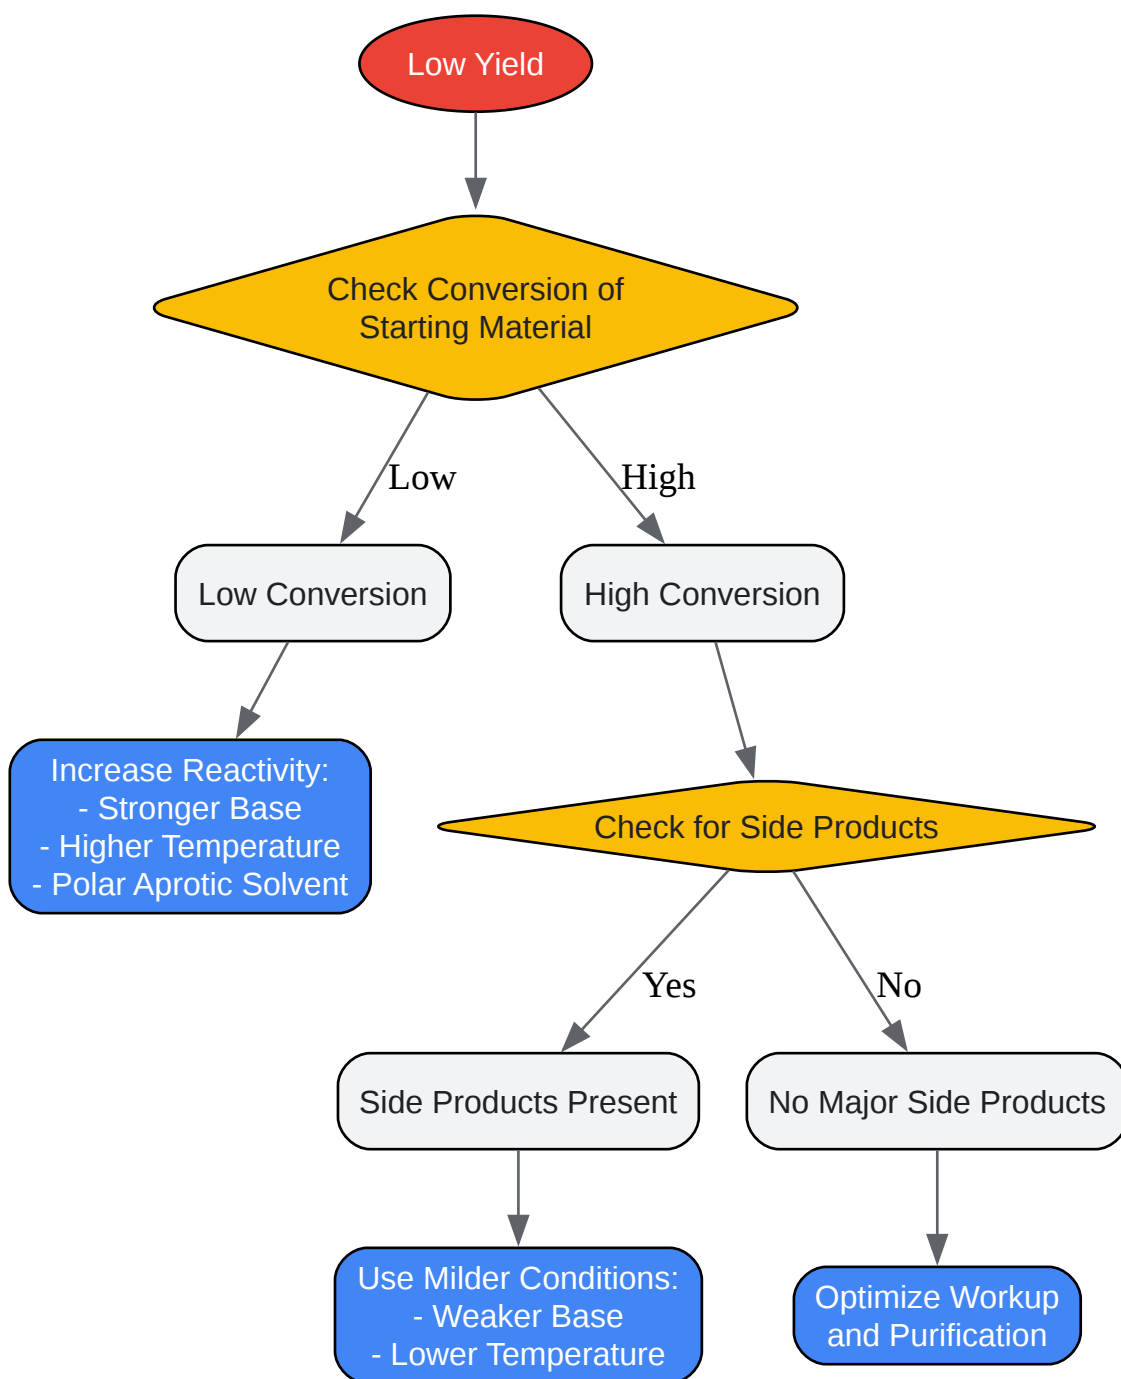 Low Yield
Check Conversion of
Starting Material
Low
High
Low Conversion
High Conversion
Increase Reactivity:
- Stronger Base
- Higher Temperature
- Polar Aprotic Solvent
Check for Side Products
Yes
No
Side Products Present
No Major Side Products
Use Milder Conditions:
- Weaker Base
- Lower Temperature
Optimize Workup
and Purification